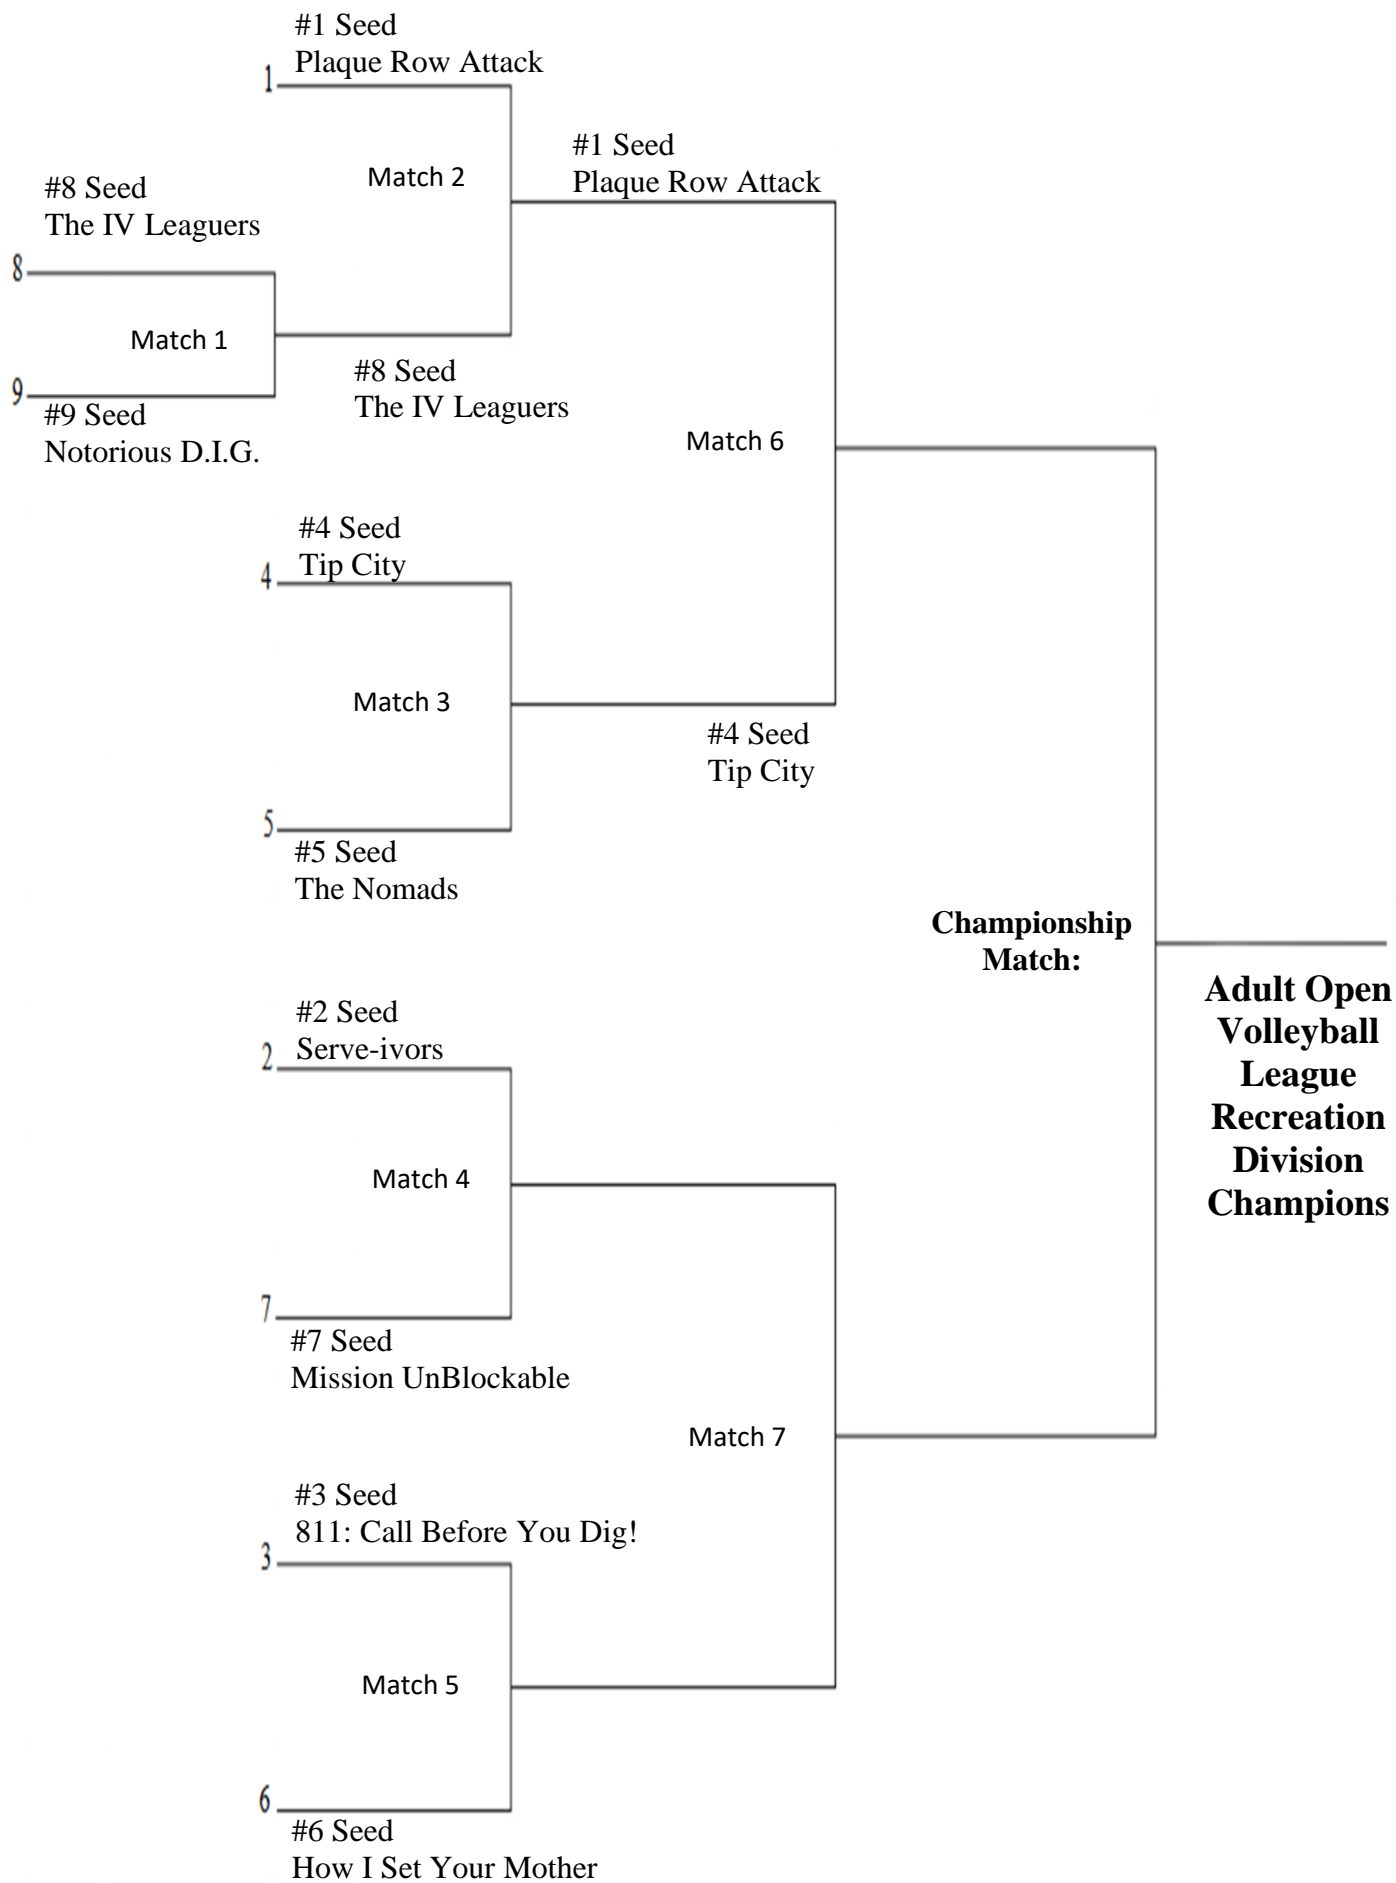 #1 Seed
Plaque Row Attack
1
#1 Seed
Plaque Row Attack
Match 2
#8 Seed
The IV Leaguers
8
Match 1
#8 Seed
The IV Leaguers
9
#9 Seed
Notorious D.I.G.
Match 6
#4 Seed
Tip City
4
Match 3
#4 Seed
Tip City
5
#5 Seed
The Nomads
Championship
Match:
Adult Open
Volleyball
League
Recreation
Division
Champions
#2 Seed
Serve-ivors
2
Match 4
7
#7 Seed
Mission UnBlockable
Match 7
#3 Seed
811: Call Before You Dig!
3
Match 5
6
#6 Seed
How I Set Your Mother